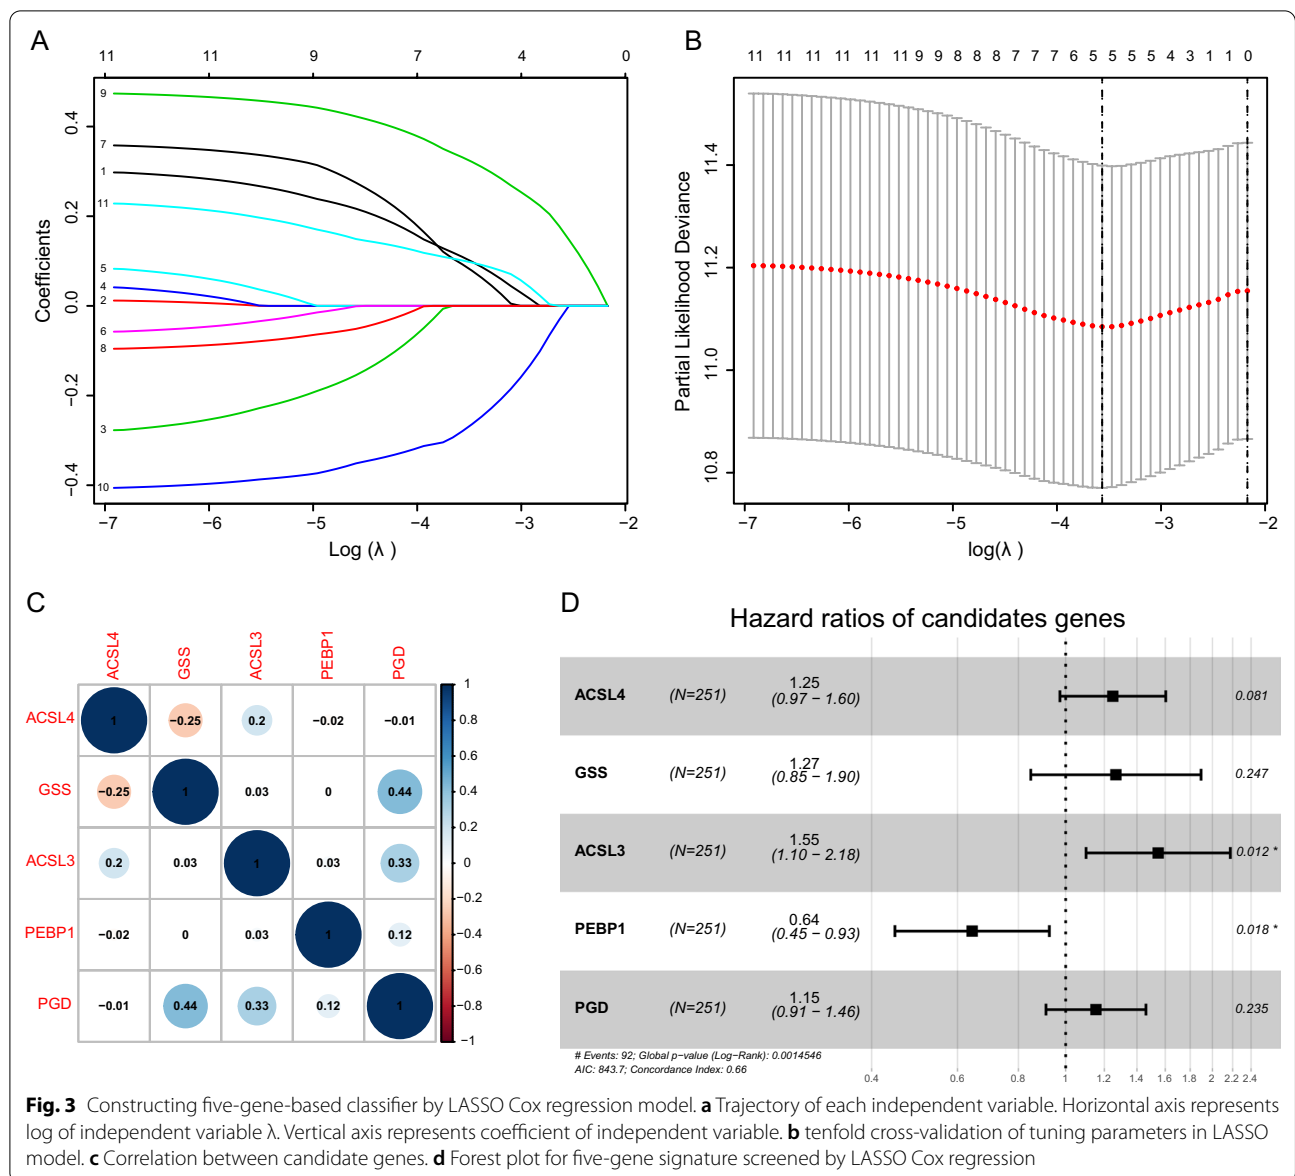 A
11 11 9 7 4 0
Coefficients
0.4
0.2
0.0
−0.2
−0.4
9
7
1
11
5
4
2
6
8
3
10
−7 −6 −5 −4 −3 −2
Log (λ )
B
11 11 11 11 11 11 9 9 8 8 8 7 7 7 6 5 5 5 4 3 1 1 0
Partial Likelihood Deviance
11.4
11.2
11.0
10.8
−7 −6 −5 −4 −3 −2
log(λ )
C
ACSL4 GSS ACSL3 PEBP1 PGD
ACSL4 1 −0.25 0.2 −0.02 −0.01
GSS −0.25 1 0.03 0 0.44
ACSL3 0.2 0.03 1 0.03 0.33
PEBP1 −0.02 0 0.03 1 0.12
PGD −0.01 0.44 0.33 0.12 1
1
0.8
0.6
0.4
0.2
0
−0.2
−0.4
−0.6
−0.8
−1
D
Hazard ratios of candidates genes
ACSL4 (N=251) 1.25 (0.97 − 1.60) 0.081
GSS (N=251) 1.27 (0.85 − 1.90) 0.247
ACSL3 (N=251) 1.55 (1.10 − 2.18) 0.012 *
PEBP1 (N=251) 0.64 (0.45 − 0.93) 0.018 *
PGD (N=251) 1.15 (0.91 − 1.46) 0.235
# Events: 92; Global p−value (Log−Rank): 0.0014546
AIC: 843.7; Concordance Index: 0.66
0.4 0.6 0.8 1 1.2 1.4 1.6 1.8 2 2.2 2.4
Fig. 3 Constructing five-gene-based classifier by LASSO Cox regression model. a Trajectory of each independent variable. Horizontal axis represents
log of independent variable λ. Vertical axis represents coefficient of independent variable. b tenfold cross-validation of tuning parameters in LASSO
model. c Correlation between candidate genes. d Forest plot for five-gene signature screened by LASSO Cox regression